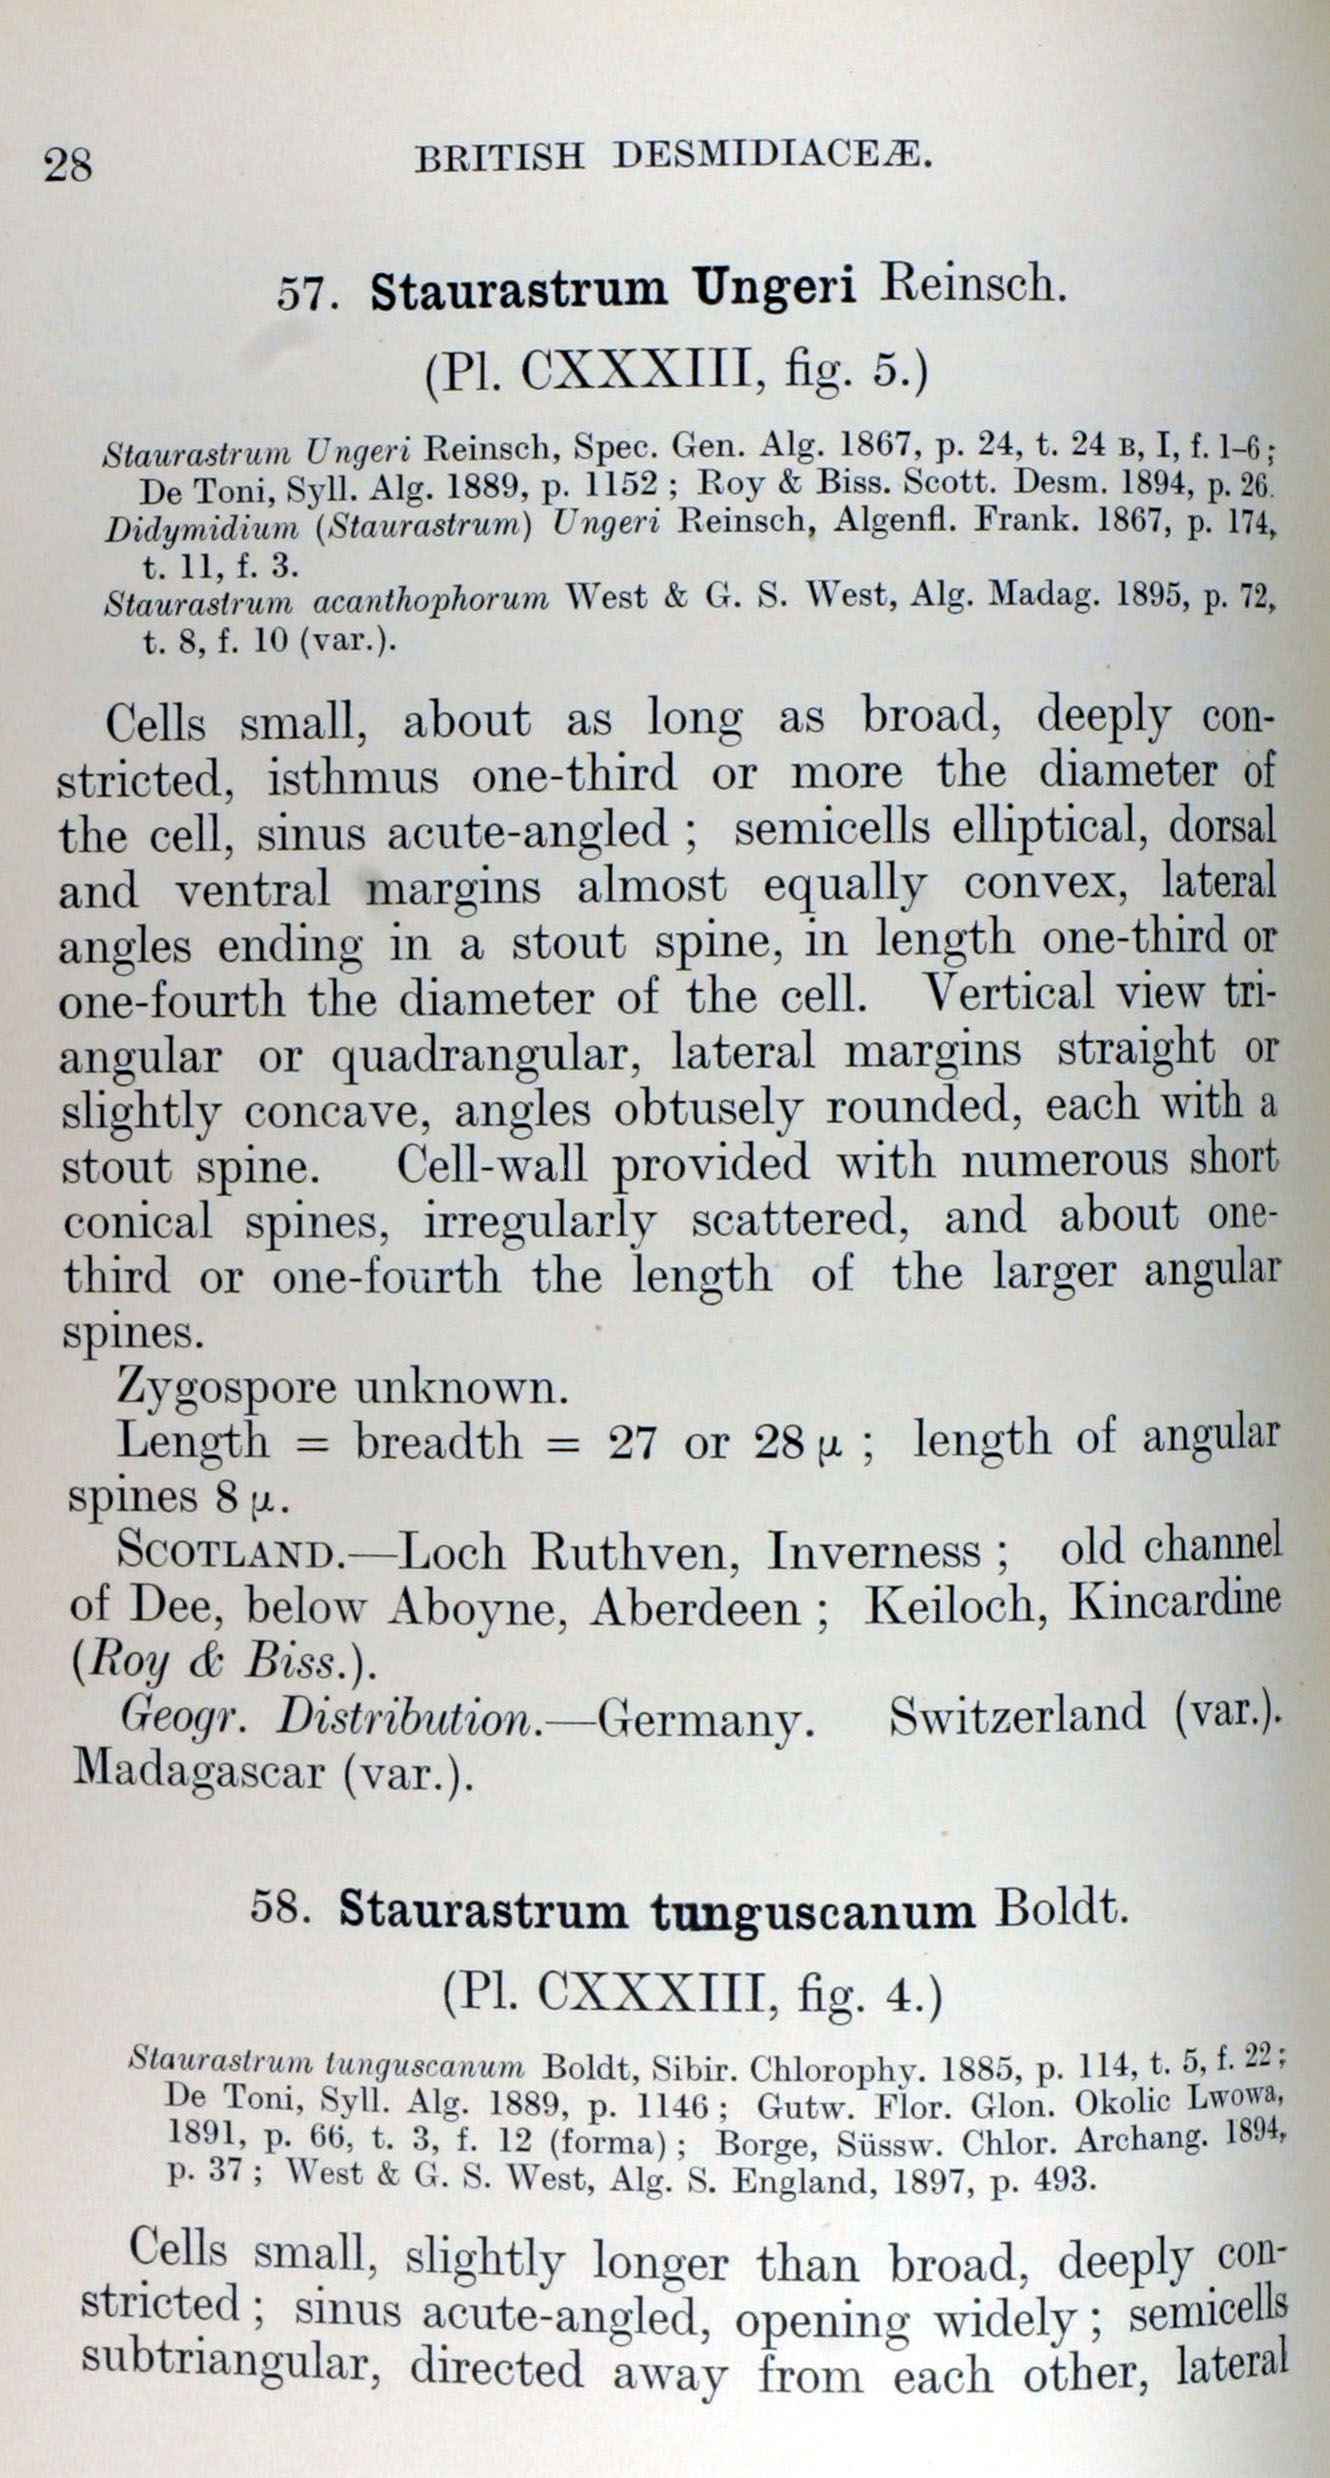 28
BRITISH DESMIDIACEÆ.
57. Staurastrum Ungeri Reinsch.
(Pl. CXXXIII, fig. 5.)
Staurastrum Ungeri Reinsch, Spec. Gen. Alg. 1867, p. 24, t. 24 B, I, f. 1–6 ;
De Toni, Syll. Alg. 1889, p. 1152 ; Roy & Biss. Scott. Desm. 1894, p. 26.
Didymidium (Staurastrum) Ungeri Reinsch, Algenfl. Frank. 1867, p. 174,
t. 11, f. 3.
Staurastrum acanthophorum West & G. S. West, Alg. Madag. 1895, p. 72,
t. 8, f. 10 (var.).
Cells small, about as long as broad, deeply con-
stricted, isthmus one-third or more the diameter of
the cell, sinus acute-angled ; semicells elliptical, dorsal
and ventral margins almost equally convex, lateral
angles ending in a stout spine, in length one-third or
one-fourth the diameter of the cell. Vertical view tri-
angular or quadrangular, lateral margins straight or
slightly concave, angles obtusely rounded, each with a
stout spine. Cell-wall provided with numerous short
conical spines, irregularly scattered, and about one-
third or one-fourth the length of the larger angular
spines.
Zygospore unknown.
Length = breadth = 27 or 28 μ ; length of angular
spines 8 μ.
SCOTLAND.—Loch Ruthven, Inverness ; old channel
of Dee, below Aboyne, Aberdeen ; Keiloch, Kincardine
(Roy & Biss.).
Geogr. Distribution.—Germany. Switzerland (var.).
Madagascar (var.).
58. Staurastrum tunguscanum Boldt.
(Pl. CXXXIII, fig. 4.)
Staurastrum tunguscanum Boldt, Sibir. Chlorophy. 1885, p. 114, t. 5, f. 22 ;
De Toni, Syll. Alg. 1889, p. 1146 ; Gutw. Flor. Glon. Okolic Lwowa,
1891, p. 66, t. 3, f. 12 (forma) ; Borge, Süssw. Chlor. Archang. 1894,
p. 37 ; West & G. S. West, Alg. S. England, 1897, p. 493.
Cells small, slightly longer than broad, deeply con-
stricted ; sinus acute-angled, opening widely ; semicells
subtriangular, directed away from each other, lateral